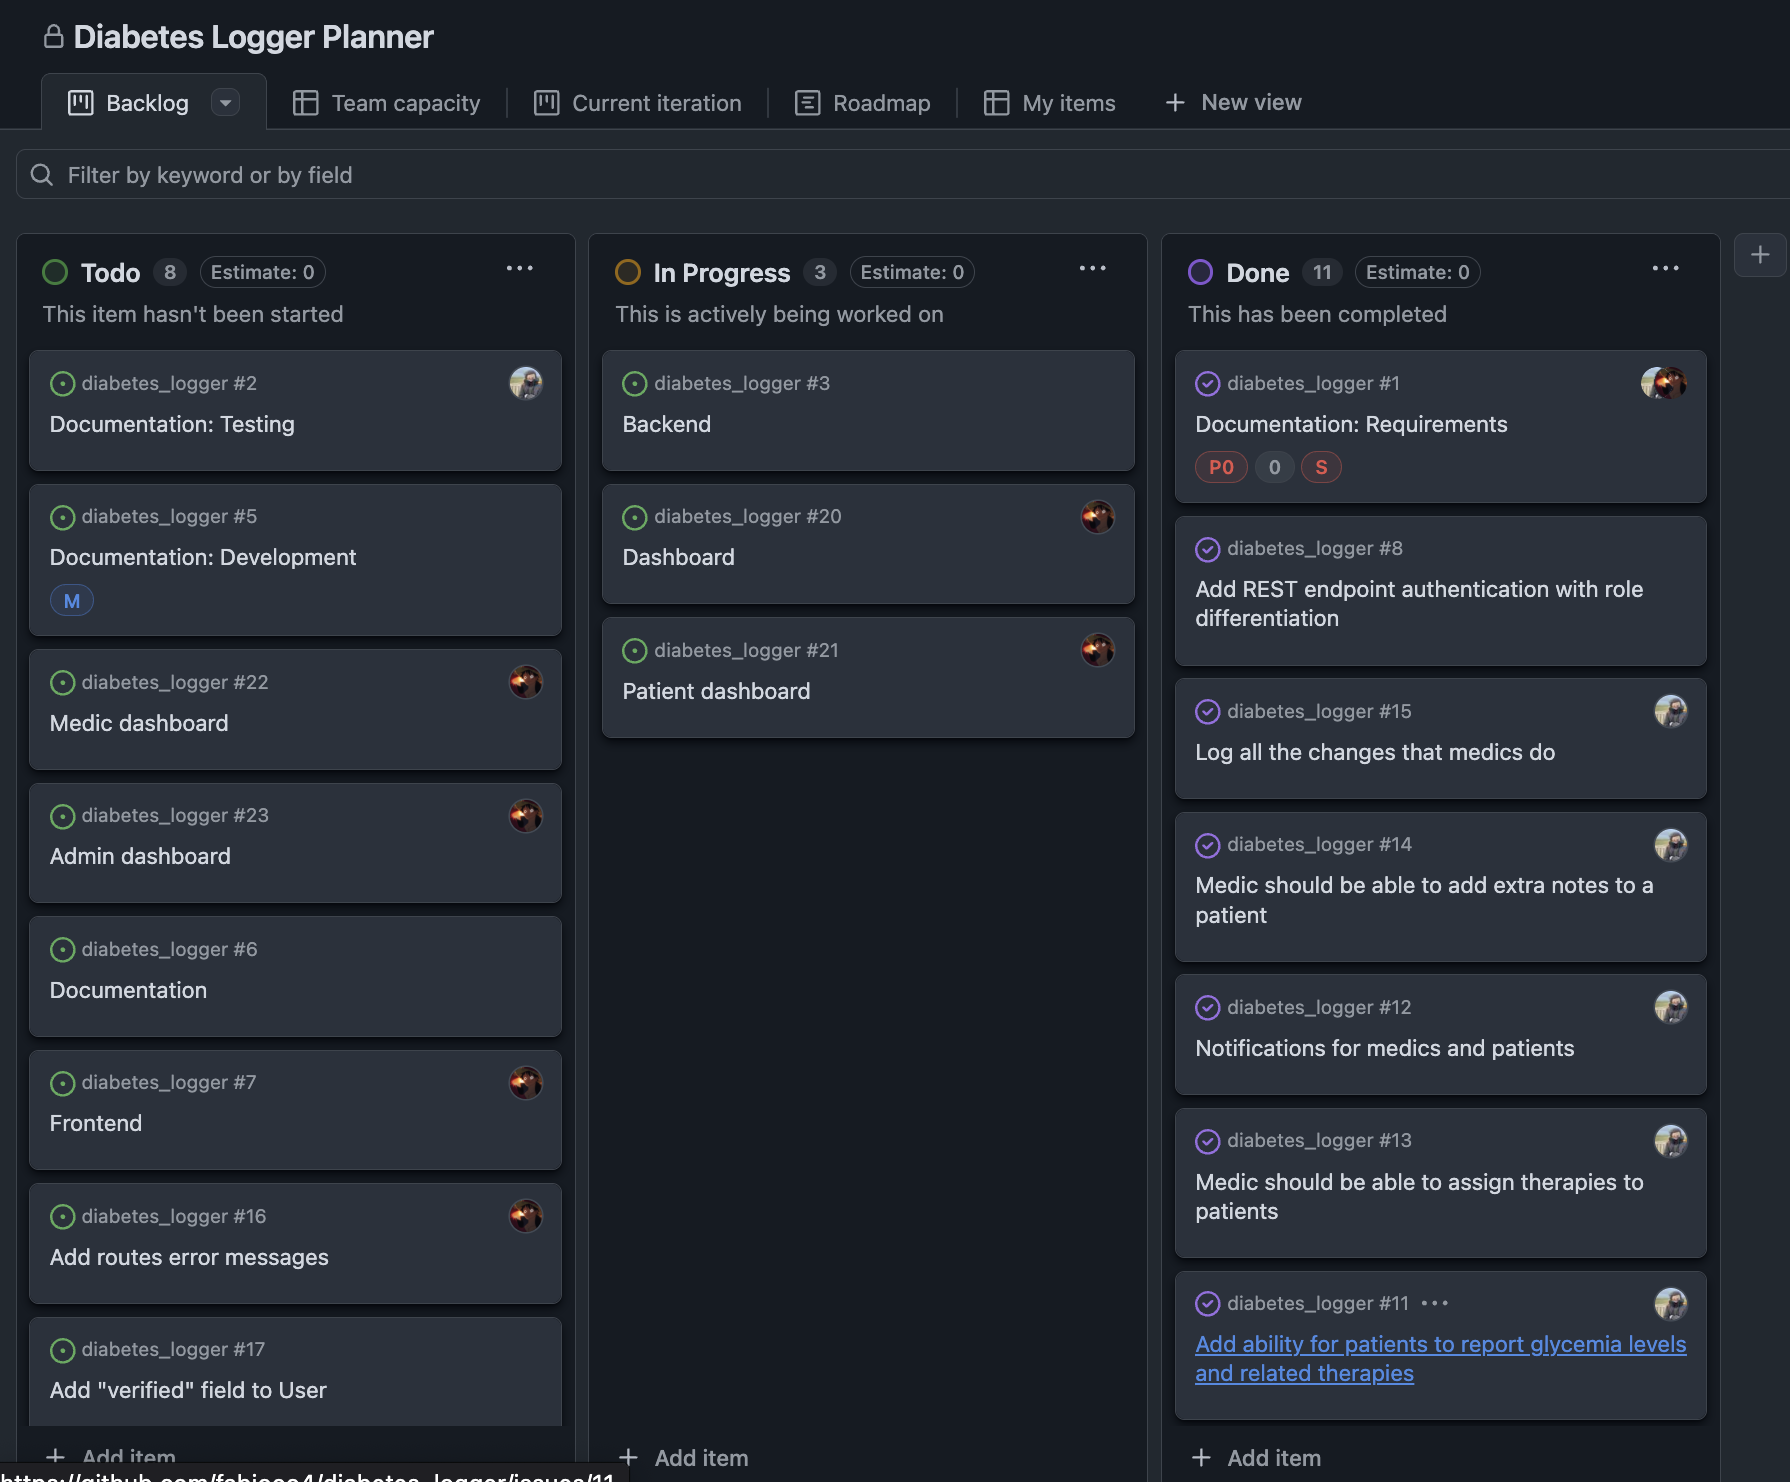 Diabetes Logger Planner
Backlog
Team capacity
Current iteration
Roadmap
My items
New view
Filter by keyword or by field
Todo 8 Estimate: 0
This item hasn't been started
diabetes_logger #2
Documentation: Testing
diabetes_logger #5
Documentation: Development
M
diabetes_logger #22
Medic dashboard
diabetes_logger #23
Admin dashboard
diabetes_logger #6
Documentation
diabetes_logger #7
Frontend
diabetes_logger #16
Add routes error messages
diabetes_logger #17
Add "verified" field to User
Add item
In Progress 3 Estimate: 0
This is actively being worked on
diabetes_logger #3
Backend
diabetes_logger #20
Dashboard
diabetes_logger #21
Patient dashboard
Add item
Done 11 Estimate: 0
This has been completed
diabetes_logger #1
Documentation: Requirements
P0 0 S
diabetes_logger #8
Add REST endpoint authentication with role
differentiation
diabetes_logger #15
Log all the changes that medics do
diabetes_logger #14
Medic should be able to add extra notes to a
patient
diabetes_logger #12
Notifications for medics and patients
diabetes_logger #13
Medic should be able to assign therapies to
patients
diabetes_logger #11
Add ability for patients to report glycemia levels
and related therapies
Add item